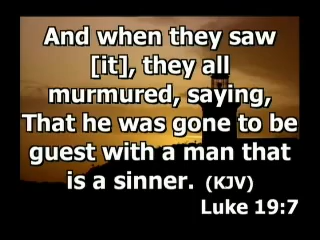 And when they saw
[it], they all
murmured, saying,
That he was gone to be
guest with a man that
is a sinner. (KJV)
Luke 19:7